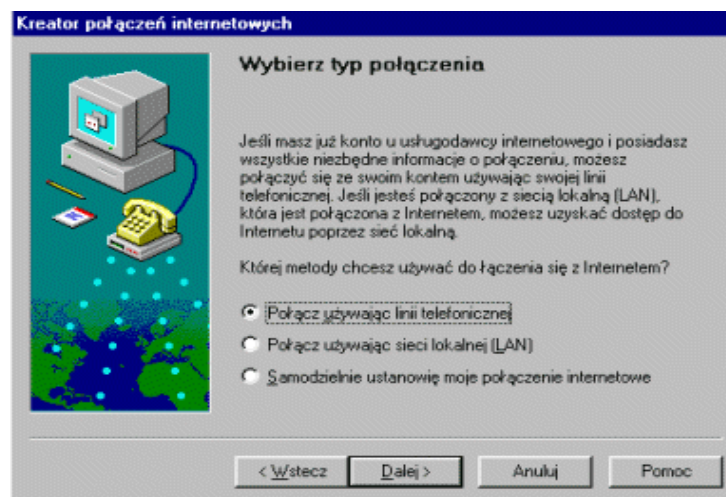 Kreator połączeń internetowych
Wybierz typ połączenia
Jeśli masz już konto u usługodawcy internetowego i posiadasz
wszystkie niezbędne informacje o połączeniu, możesz
połączyć się ze swoim kontem używając swojej linii
telefonicznej. Jeśli jesteś połączony z siecią lokalną (LAN),
która jest połączona z Internetem, możesz uzyskać dostęp do
Internetu poprzez sieć lokalną.
Której metody chcesz używać do łączenia się z Internetem?
Połącz używając linii telefonicznej
Połącz używając sieci lokalnej (LAN)
Samodzielnie ustanowię moje połączenie internetowe
< Wstecz Dalej > Anuluj Pomoc